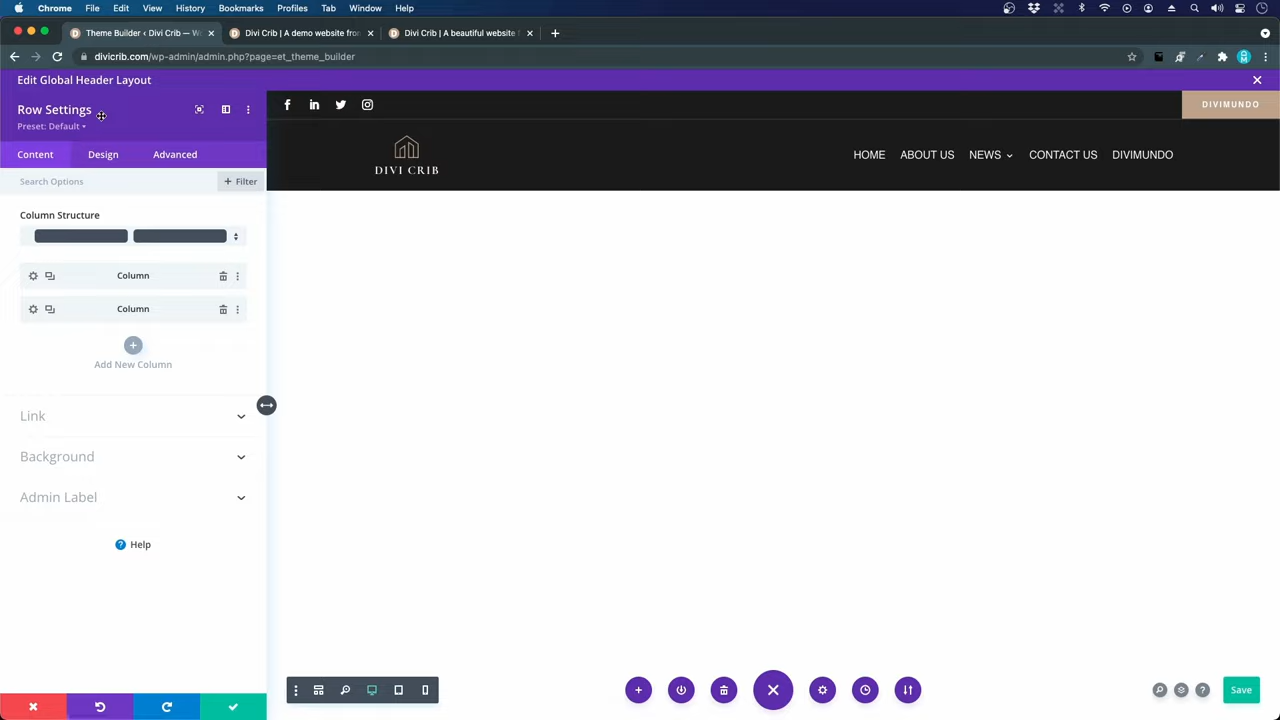 Chrome File Edit View History Bookmarks Profiles Tab Window Help
Theme Builder ‹ Divi Crib — W
Divi Crib | A demo website from
Divi Crib | A beautiful website
divicrib.com/wp-admin/admin.php?page=et_theme_builder
Edit Global Header Layout
Row Settings
Preset: Default
DIVIMUNDO
Content Design Advanced
DIVI CRIB
HOME ABOUT US NEWS CONTACT US DIVIMUNDO
Search Options
+ Filter
Column Structure
Column
Column
Add New Column
Link
Background
Admin Label
? Help
Save